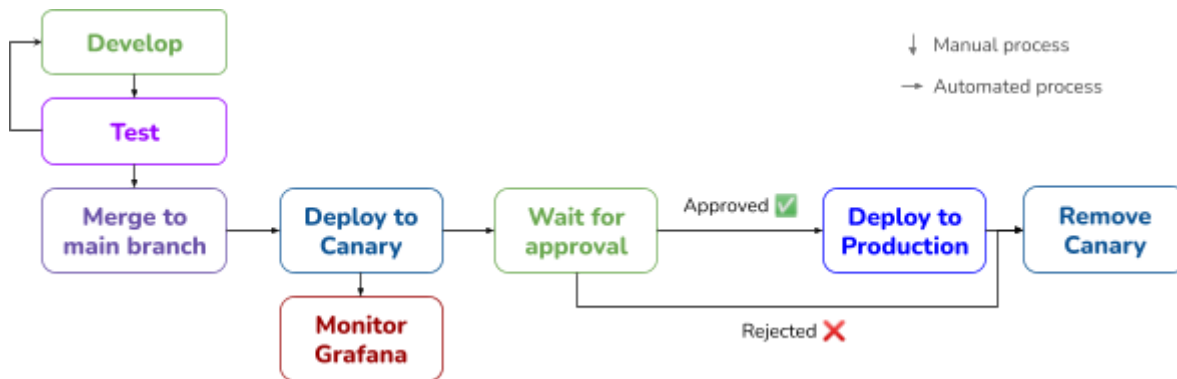 Develop
Manual process
Automated process
Test
Merge to
main branch
Deploy to
Canary
Wait for
approval
Approved ✅
Deploy to
Production
Remove
Canary
Monitor
Grafana
Rejected ❌